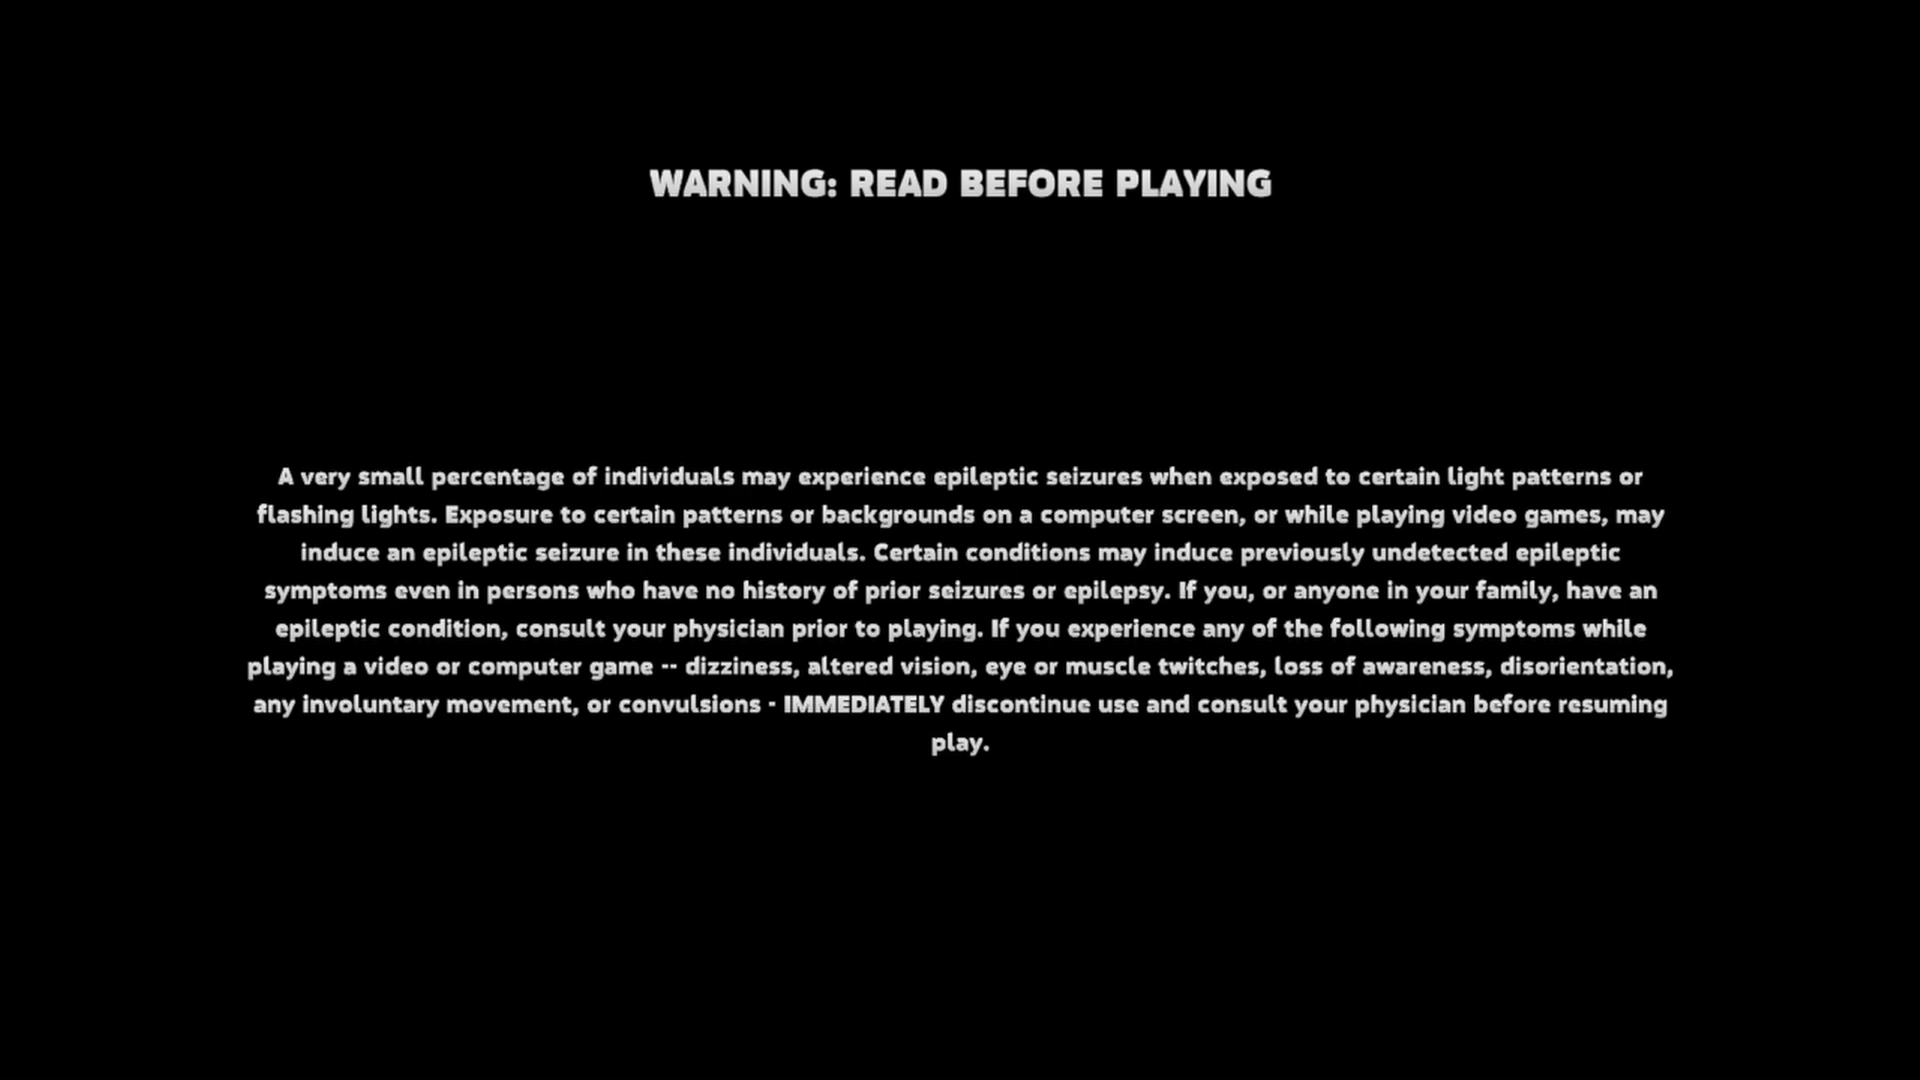 WARNING: READ BEFORE PLAYING
A very small percentage of individuals may experience epileptic seizures when exposed to certain light patterns or
flashing lights. Exposure to certain patterns or backgrounds on a computer screen, or while playing video games, may
induce an epileptic seizure in these individuals. Certain conditions may induce previously undetected epileptic
symptoms even in persons who have no history of prior seizures or epilepsy. If you, or anyone in your family, have an
epileptic condition, consult your physician prior to playing. If you experience any of the following symptoms while
playing a video or computer game -- dizziness, altered vision, eye or muscle twitches, loss of awareness, disorientation,
any involuntary movement, or convulsions - IMMEDIATELY discontinue use and consult your physician before resuming
play.